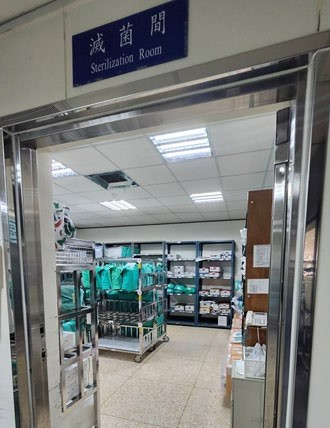 滅菌間
Sterilization Room